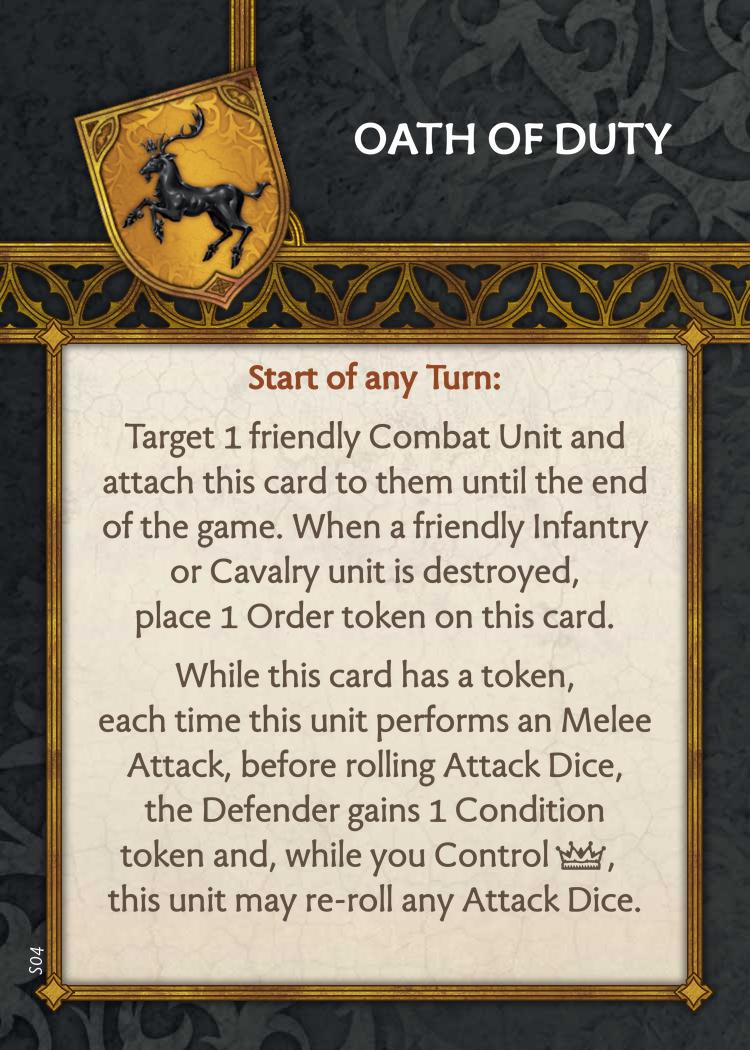 OATH OF DUTY
Start of any Turn:
Target 1 friendly Combat Unit and
attach this card to them until the end
of the game. When a friendly Infantry
or Cavalry unit is destroyed,
place 1 Order token on this card.
While this card has a token,
each time this unit performs an Melee
Attack, before rolling Attack Dice,
the Defender gains 1 Condition
token and, while you Control ,
this unit may re-roll any Attack Dice.
S04